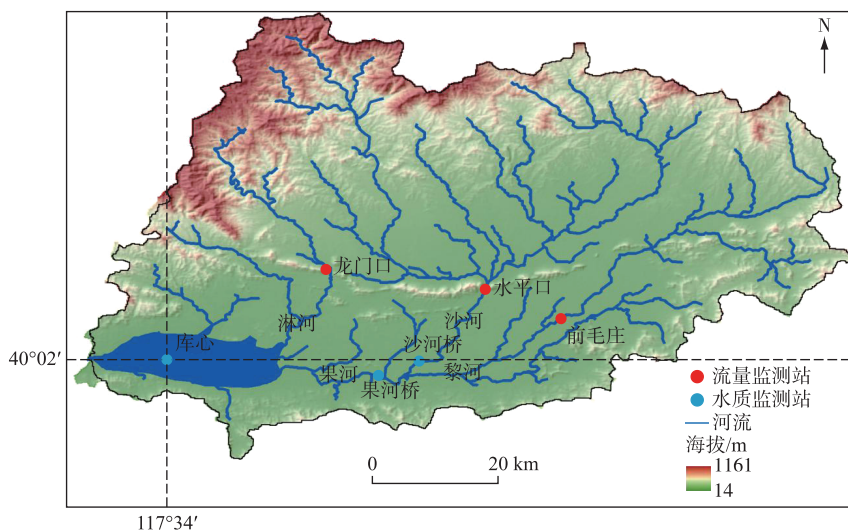 N
龙门口
水平口
淋河
沙河
前毛庄
库心
沙河桥
40°02′
果河
黎河
果河桥
流量监测站
水质监测站
河流
海拔/m
1161
14
0 20 km
117°34′